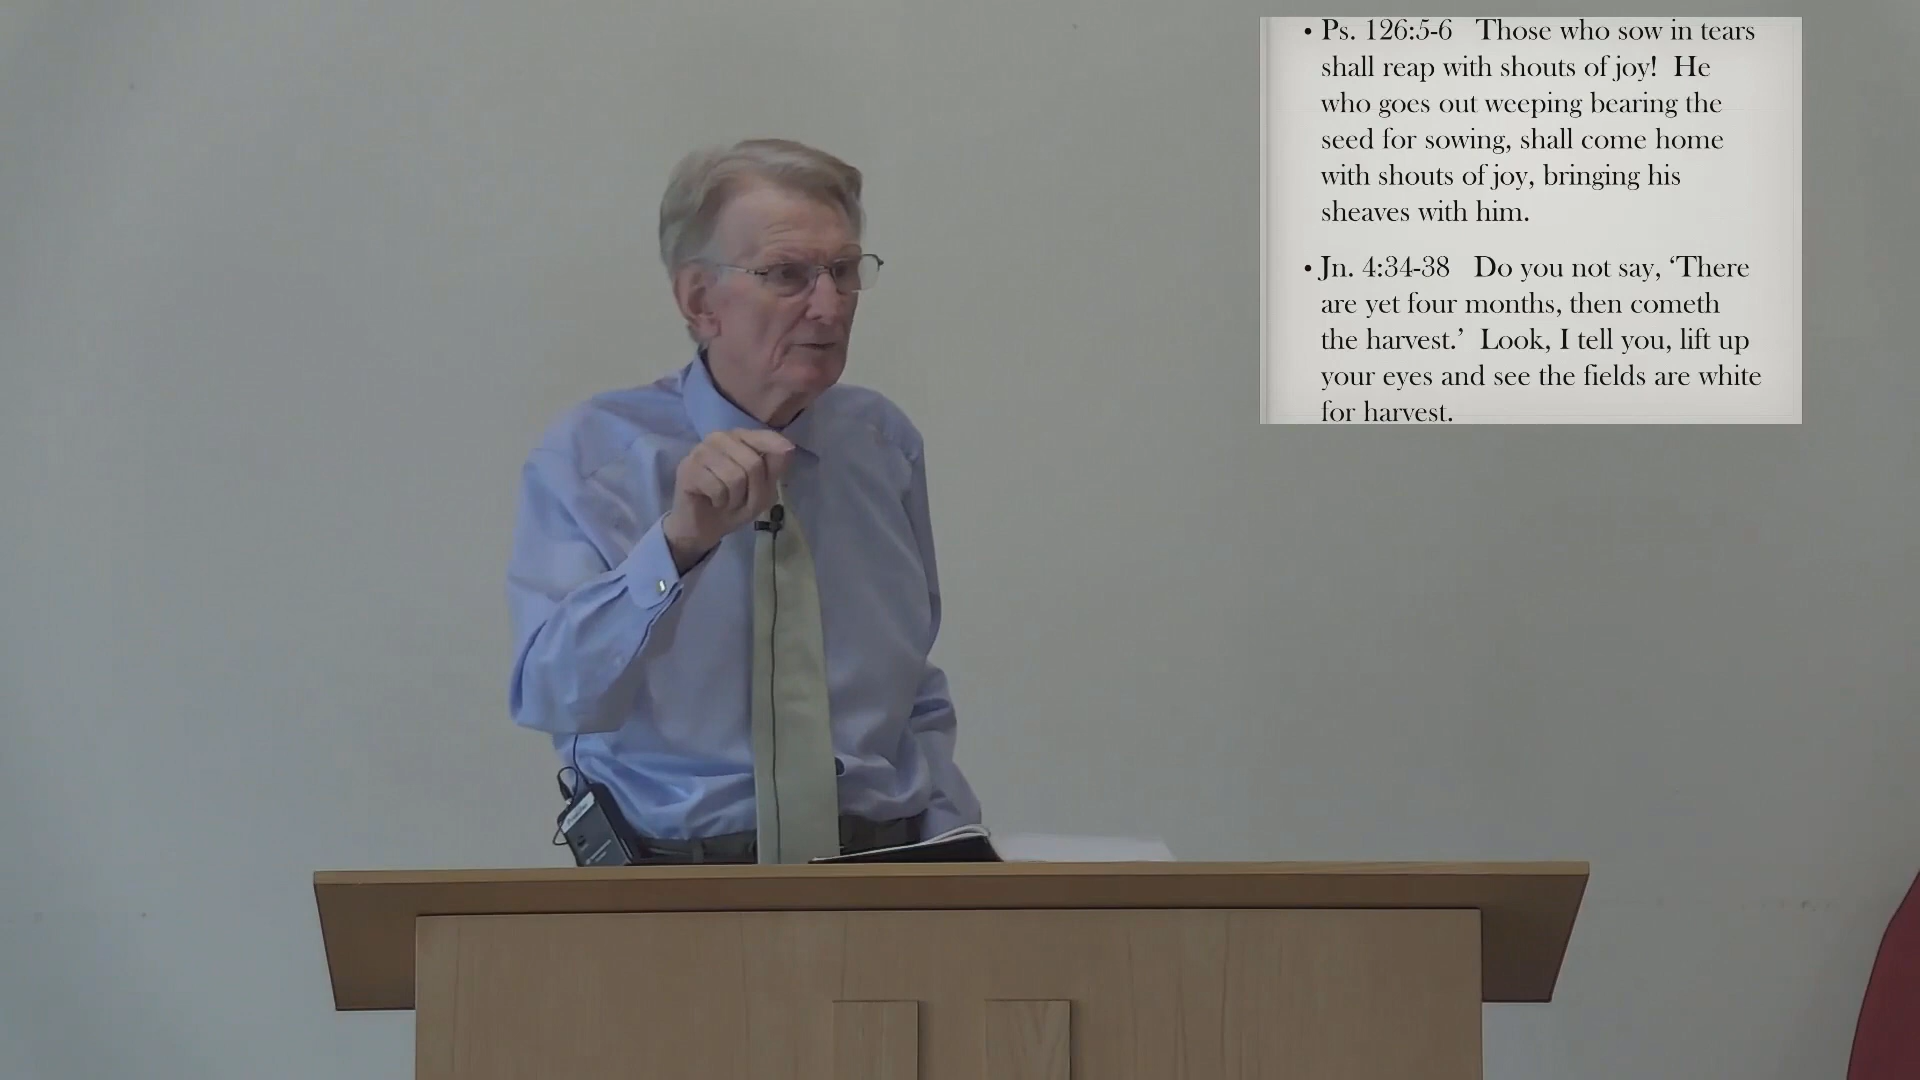 • Ps. 126:5-6 Those who sow in tears
shall reap with shouts of joy! He
who goes out weeping bearing the
seed for sowing, shall come home
with shouts of joy, bringing his
sheaves with him.
• Jn. 4:34-38 Do you not say, ‘There
are yet four months, then cometh
the harvest.’ Look, I tell you, lift up
your eyes and see the fields are white
for harvest.